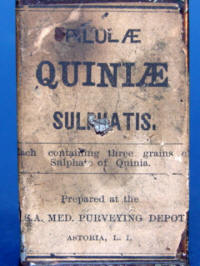 PILULÆ
QUINIÆ
SULPHATIS.
Each containing three grains of
Sulphate of Quinia.
Prepared at the
S.A. MED. PURVEYING DEPOT
ASTORIA, L. I.